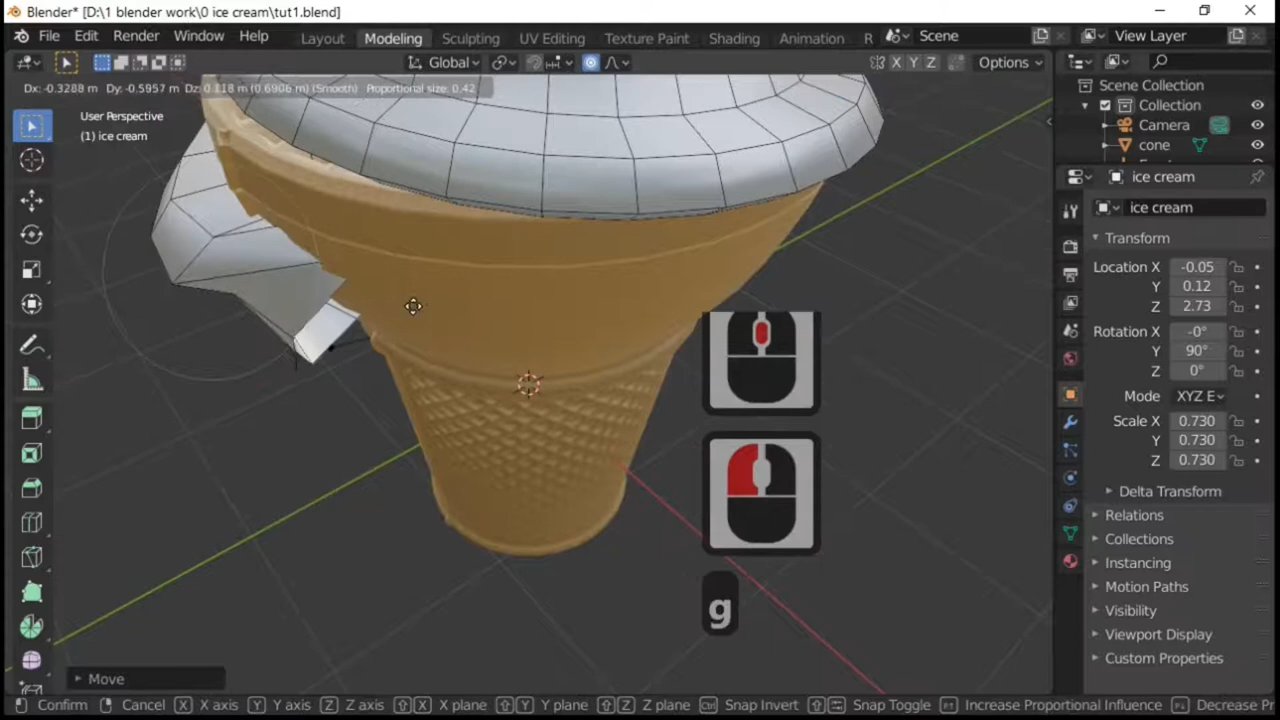 Blender* [D:\1 blender work\0 ice cream\tut1.blend]
File Edit Render Window Help Layout Modeling Sculpting UV Editing Texture Paint Shading Animation R Scene View Layer
Global X Y Z Options
Dx: -0.3288 m Dy: -0.5957 m Dz: 0.118 m (0.6906 m) (Smooth) Proportional size: 0.42
User Perspective
(1) ice cream
Scene Collection
Collection
Camera
cone
ice cream
ice cream
Transform
Location X -0.05
Y 0.12
Z 2.73
Rotation X -0°
Y 90°
Z 0°
Mode XYZ E
Scale X 0.730
Y 0.730
Z 0.730
Delta Transform
Relations
Collections
Instancing
Motion Paths
Visibility
Viewport Display
Custom Properties
g
Move
Confirm Cancel X X axis Y Y axis Z Z axis X X plane Y Y plane Z Z plane Ctrl Snap Invert Snap Toggle Increase Proportional Influence Decrease Pr